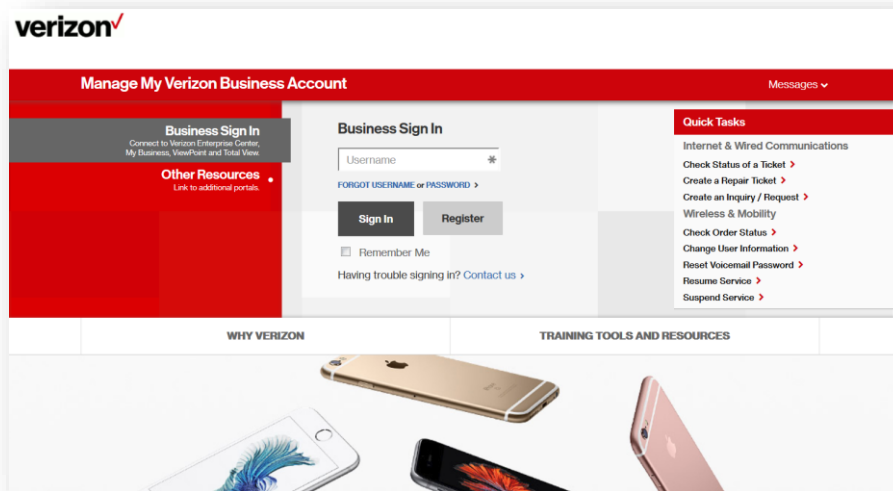 verizon
Manage My Verizon Business Account
Messages
Business Sign In
Connect to Verizon Enterprise Center,
My Business, ViewPoint and Total View.
Other Resources
Link to additional portals.
Business Sign In
Username
FORGOT USERNAME or PASSWORD >
Sign In
Register
Remember Me
Having trouble signing in? Contact us >
Quick Tasks
Internet & Wired Communications
Check Status of a Ticket >
Create a Repair Ticket >
Create an Inquiry / Request >
Wireless & Mobility
Check Order Status >
Change User Information >
Reset Voicemail Password >
Resume Service >
Suspend Service >
WHY VERIZON
TRAINING TOOLS AND RESOURCES